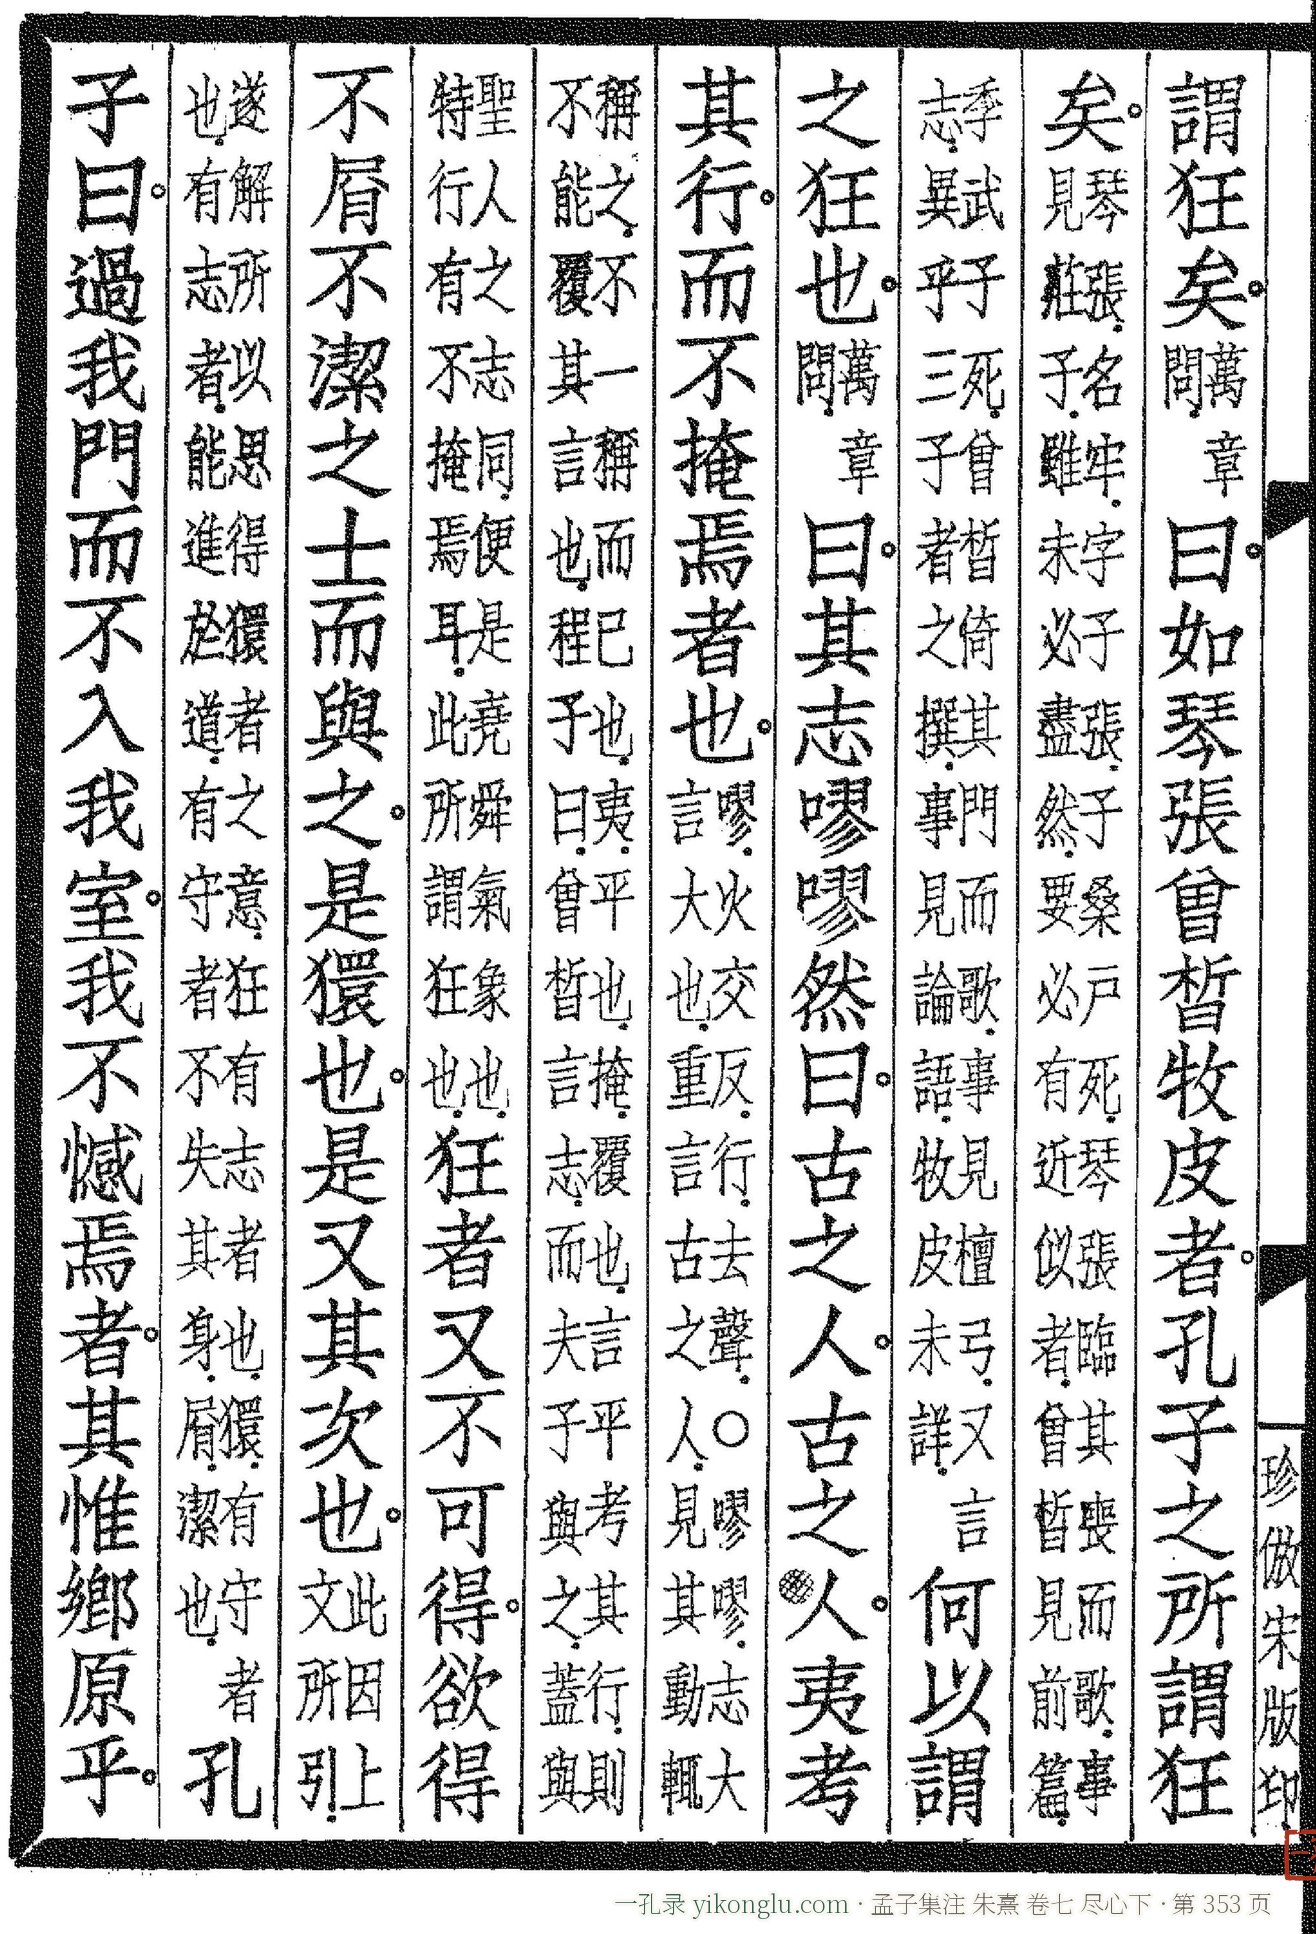 珍倣宋版印
謂狂矣。萬章問.曰。如琴張曾晳牧皮者。孔子之所謂狂
矣。琴張.名牢.字子張.子桑戶死.琴張臨其喪而歌.事
見莊子.雖未必盡然.要必有近似者.曾晳見前篇.
季武子死.曾晳倚其門而歌.事見檀弓.又言
志.異乎三子者之撰.事見論語.牧皮未詳.何以謂
之狂也。萬章問.曰。其志嘐嘐然曰。古之人。古之人。夷考
其行。而不掩焉者也。嘐.火交反.行.去聲.○嘐嘐.志大
言大也.重言古之人.見其動輒
稱之.不一稱而已也.夷.平也.掩.覆也.言平考其行.則
不能覆其言也.程子曰.曾晳言志.而夫子與之.蓋與
聖人之志同.便是堯舜氣象也.
特行有不掩焉耳.此所謂狂也.狂者又不可得。欲得
不屑不潔之士而與之。是獧也。是又其次也。此因上
文所引.
遂解所以思得獧者之意.狂有志者也.獧.有守者
也.有志者.能進於道.有守者不失其身.屑.潔也.孔
子曰。過我門而不入我室。我不憾焉者。其惟鄉原乎。
一孔录 yikonglu.com · 孟子集注 朱熹 卷七 尽心下 · 第 353 页